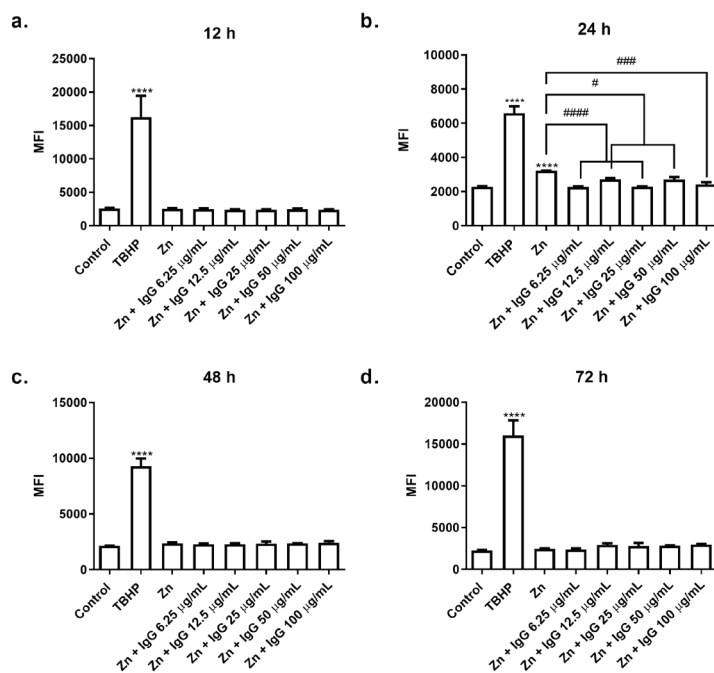 a.
12 h
25000
20000
15000
10000
5000
0
MFI
****
Control
TBHP
Zn
Zn + IgG 6.25 µg/mL
Zn + IgG 12.5 µg/mL
Zn + IgG 25 µg/mL
Zn + IgG 50 µg/mL
Zn + IgG 100 µg/mL
b.
24 h
10000
8000
6000
4000
2000
0
MFI
****
****
####
#
###
Control
TBHP
Zn
Zn + IgG 6.25 µg/mL
Zn + IgG 12.5 µg/mL
Zn + IgG 25 µg/mL
Zn + IgG 50 µg/mL
Zn + IgG 100 µg/mL
c.
48 h
15000
10000
5000
0
MFI
****
Control
TBHP
Zn
Zn + IgG 6.25 µg/mL
Zn + IgG 12.5 µg/mL
Zn + IgG 25 µg/mL
Zn + IgG 50 µg/mL
Zn + IgG 100 µg/mL
d.
72 h
20000
15000
10000
5000
0
MFI
****
Control
TBHP
Zn
Zn + IgG 6.25 µg/mL
Zn + IgG 12.5 µg/mL
Zn + IgG 25 µg/mL
Zn + IgG 50 µg/mL
Zn + IgG 100 µg/mL